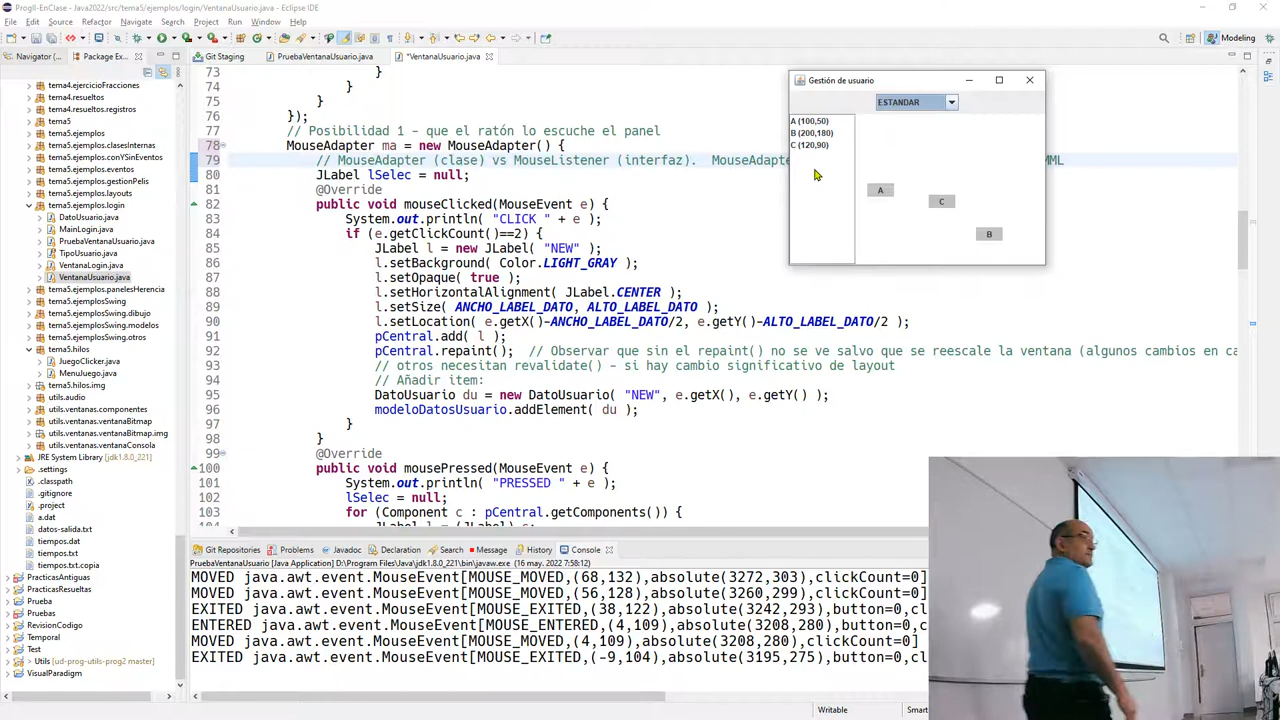 ProgII-EnClase - Java2022/src/tema5/ejemplos/login/VentanaUsuario.java - Eclipse IDE
File Edit Source Refactor Navigate Search Project Run Window Help
Modeling
Navigator (...
Package Ex...
Git Staging
PruebaVentanaUsuario.java
*VentanaUsuario.java
tema4.ejercicioFracciones
tema4.resueltos
tema4.resueltos.registros
tema5
tema5.ejemplos
tema5.ejemplos.clasesInternas
tema5.ejemplos.conYSinEventos
tema5.ejemplos.gestionPelis
tema5.ejemplos.layouts
tema5.ejemplos.login
DatoUsuario.java
MainLogin.java
PruebaVentanaUsuario.java
TipoUsuario.java
VentanaLogin.java
VentanaUsuario.java
tema5.ejemplos.panelesHerencia
tema5.ejemplosSwing
tema5.ejemplosSwing.dibujo
tema5.ejemplosSwing.modelos
tema5.ejemplosSwing.otros
tema5.hilos
JuegoClicker.java
MenuJuego.java
tema5.hilos.img
utils.audio
utils.ventanas.componentes
utils.ventanas.ventanaBitmap
utils.ventanas.ventanaBitmap.img
utils.ventanas.ventanaConsola
JRE System Library [jdk1.8.0_221]
.settings
.classpath
.gitignore
.project
a.dat
datos-salida.txt
tiempos.dat
tiempos.txt
tiempos.txt.copia
PracticasAntiguas
PracticasResueltas
Prueba
Pruebas
RevisionCodigo
Temporal
Test
> Utils [ud-prog-utils-prog2 master]
VisualParadigm
73 }
74 }
75 }
76 });
77 // Posibilidad 1 - que el ratón lo escuche el panel
78 MouseAdapter ma = new MouseAdapter() {
79 // MouseAdapter (clase) vs MouseListener (interfaz). MouseAdapte MML
80 JLabel lSelec = null;
81 @Override
82 public void mouseClicked(MouseEvent e) {
83 System.out.println( "CLICK " + e );
84 if (e.getClickCount()==2) {
85 JLabel l = new JLabel( "NEW" );
86 l.setBackground( Color.LIGHT_GRAY );
87 l.setOpaque( true );
88 l.setHorizontalAlignment( JLabel.CENTER );
89 l.setSize( ANCHO_LABEL_DATO, ALTO_LABEL_DATO );
90 l.setLocation( e.getX()-ANCHO_LABEL_DATO/2, e.getY()-ALTO_LABEL_DATO/2 );
91 pCentral.add( l );
92 pCentral.repaint(); // Observar que sin el repaint() no se ve salvo que se reescale la ventana (algunos cambios en ca
93 // otros necesitan revalidate() - si hay cambio significativo de layout
94 // Añadir item:
95 DatoUsuario du = new DatoUsuario( "NEW", e.getX(), e.getY() );
96 modeloDatosUsuario.addElement( du );
97 }
98 }
99 @Override
100 public void mousePressed(MouseEvent e) {
101 System.out.println( "PRESSED " + e );
102 lSelec = null;
103 for (Component c : pCentral.getComponents()) {
Gestión de usuario
ESTANDAR
A (100,50)
B (200,180)
C (120,90)
A
C
B
Git Repositories
Problems
Javadoc
Declaration
Search
Message
History
Console
PruebaVentanaUsuario [Java Application] D:\Program Files\Java\jdk1.8.0_221\bin\javaw.exe (16 may. 2022 7:58:12)
MOVED java.awt.event.MouseEvent[MOUSE_MOVED,(68,132),absolute(3272,303),clickCount=0]
MOVED java.awt.event.MouseEvent[MOUSE_MOVED,(56,128),absolute(3260,299),clickCount=0]
EXITED java.awt.event.MouseEvent[MOUSE_EXITED,(38,122),absolute(3242,293),button=0,cl
ENTERED java.awt.event.MouseEvent[MOUSE_ENTERED,(4,109),absolute(3208,280),button=0,c
MOVED java.awt.event.MouseEvent[MOUSE_MOVED,(4,109),absolute(3208,280),clickCount=0]
EXITED java.awt.event.MouseEvent[MOUSE_EXITED,(-9,104),absolute(3195,275),button=0,cl
Writable
Smart